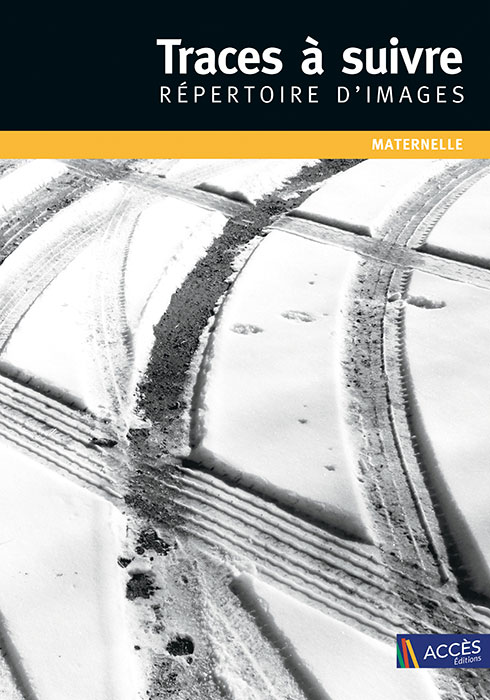 Traces à suivre
RÉPERTOIRE D'IMAGES
MATERNELLE
ACCÈS
Éditions